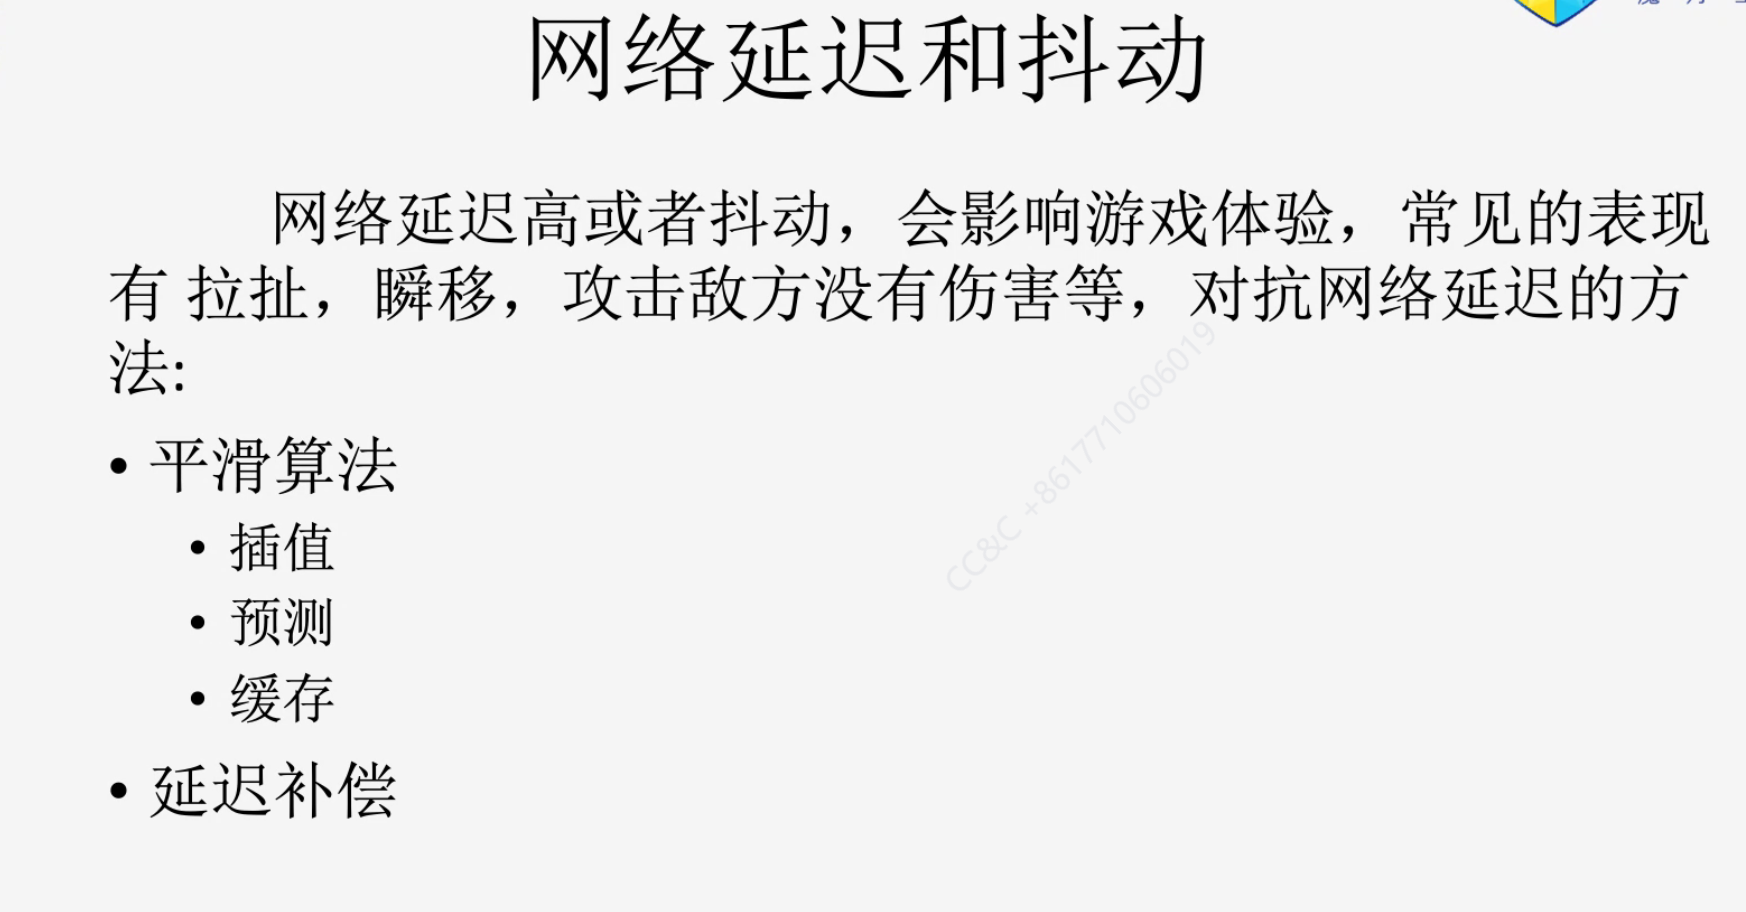 网络延迟和抖动
网络延迟高或者抖动，会影响游戏体验，常见的表现
有 拉扯，瞬移，攻击敌方没有伤害等，对抗网络延迟的方
法:
• 平滑算法
• 插值
• 预测
• 缓存
• 延迟补偿
CC&C +8617710606019